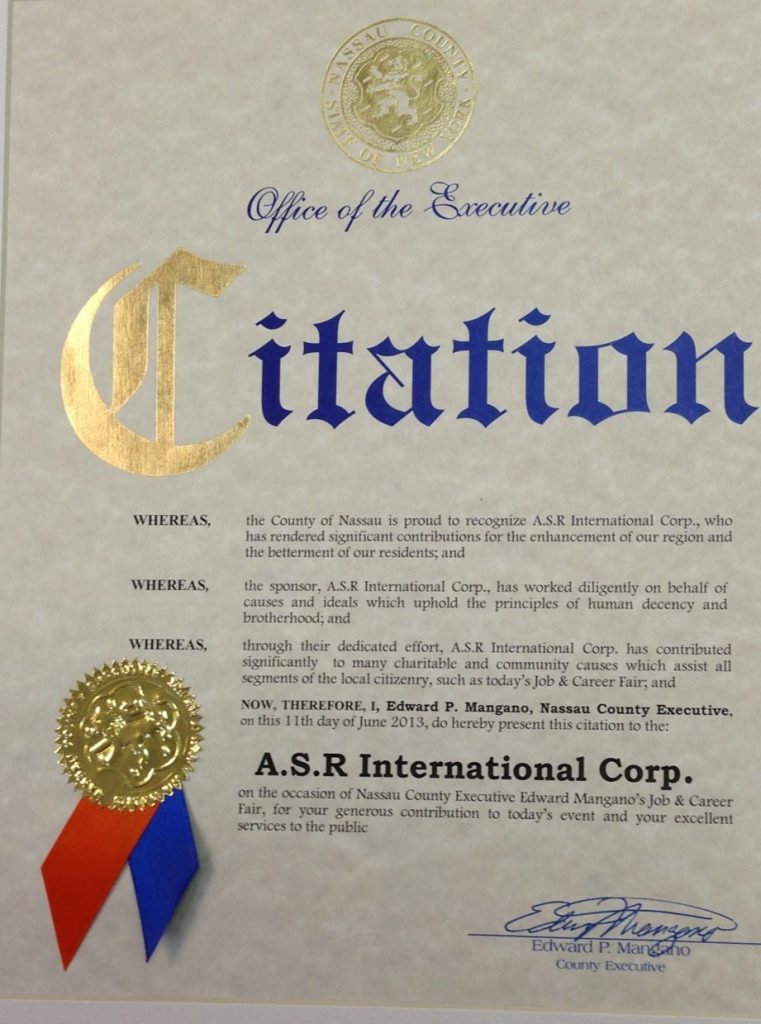 NASSAU COUNTY
STATE OF NEW YORK
Office of the Executive
Citation
WHEREAS, the County of Nassau is proud to recognize A.S.R International Corp., who
has rendered significant contributions for the enhancement of our region and
the betterment of our residents; and
WHEREAS, the sponsor, A.S.R International Corp., has worked diligently on behalf of
causes and ideals which uphold the principles of human decency and
brotherhood; and
WHEREAS, through their dedicated effort, A.S.R International Corp. has contributed
significantly to many charitable and community causes which assist all
segments of the local citizenry, such as today's Job & Career Fair; and
NOW, THEREFORE, I, Edward P. Mangano, Nassau County Executive,
on this 11th day of June 2013, do hereby present this citation to the:
A.S.R International Corp.
on the occasion of Nassau County Executive Edward Mangano's Job & Career
Fair, for your generous contribution to today's event and your excellent
services to the public
Edward P. Mangano
Edward P. Mangano
County Executive